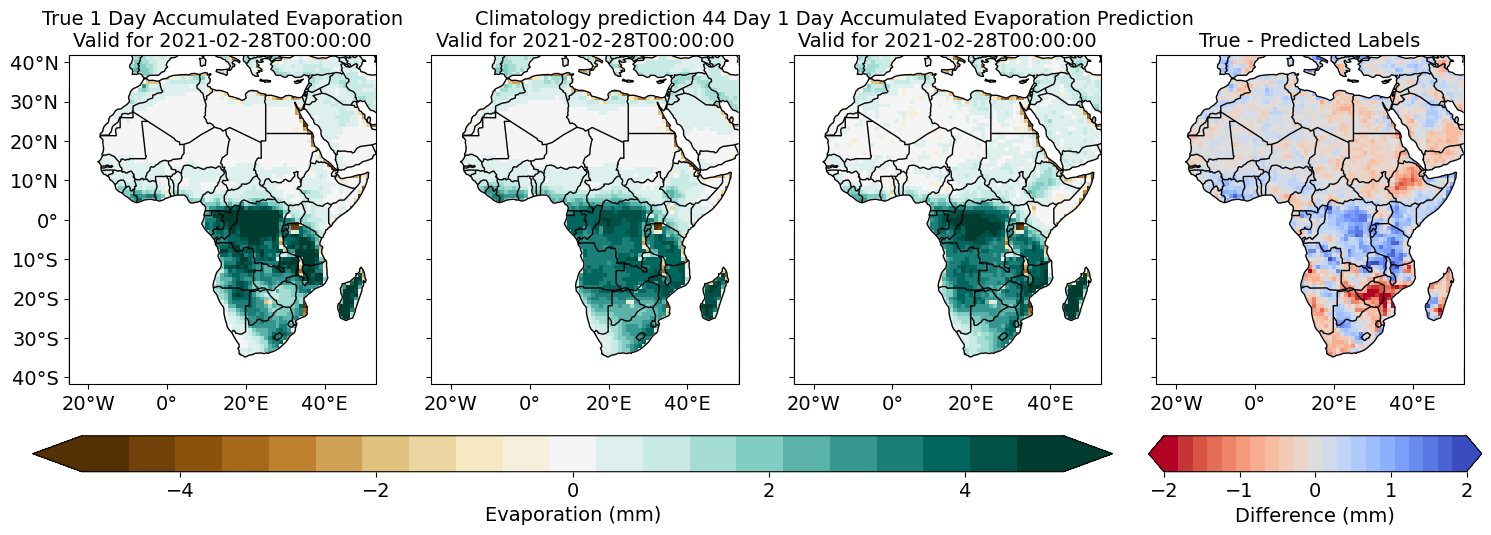 True 1 Day Accumulated Evaporation
Valid for 2021-02-28T00:00:00
Climatology prediction 44 Day 1 Day Accumulated Evaporation Prediction
Valid for 2021-02-28T00:00:00
Valid for 2021-02-28T00:00:00
True - Predicted Labels
40°N
30°N
20°N
10°N
0°
10°S
20°S
30°S
40°S
20°W 0° 20°E 40°E
20°W 0° 20°E 40°E
20°W 0° 20°E 40°E
20°W 0° 20°E 40°E
−4 −2 0 2 4
Evaporation (mm)
−2 −1 0 1 2
Difference (mm)